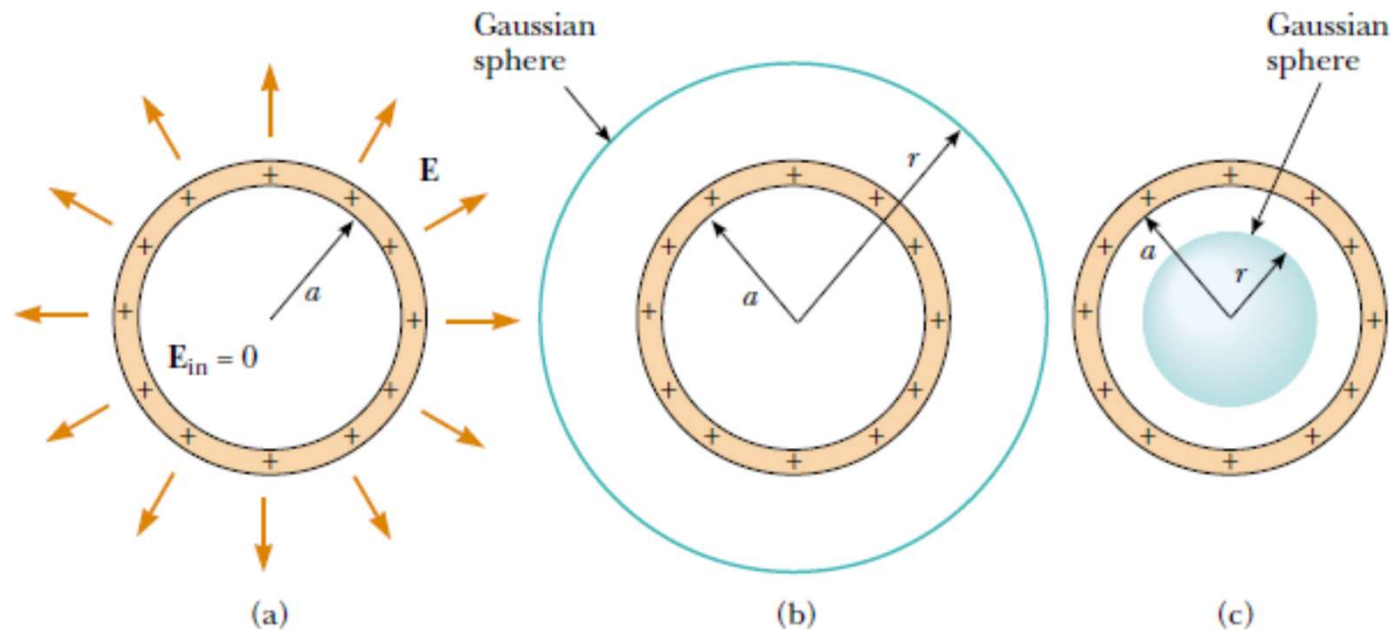 Gaussian
sphere
Gaussian
sphere
E
r
a
E_in = 0
a
a
r
+ + + + + + + + + + + +
+ + + + + + + + + + + +
+ + + + + + + + + + + +
(a)
(b)
(c)